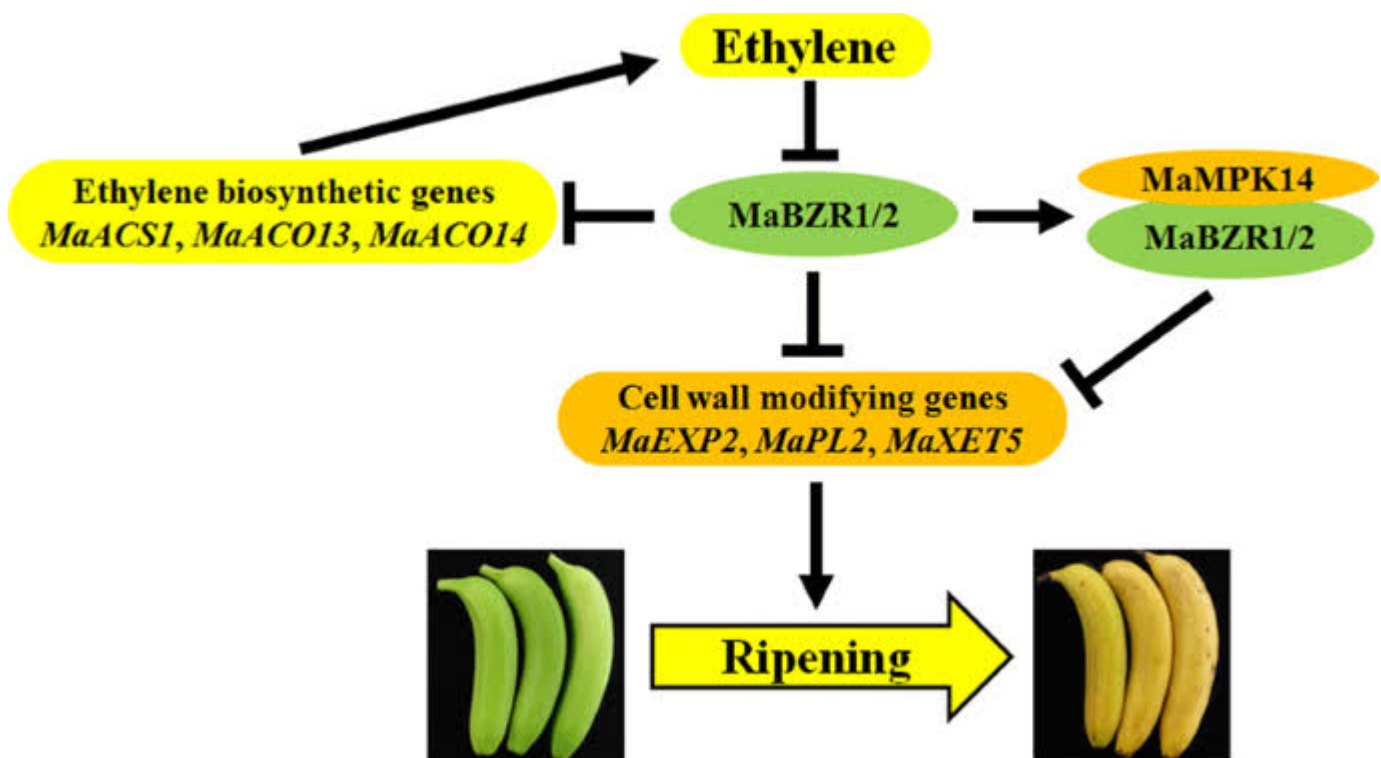 Ethylene
Ethylene biosynthetic genes
MaACS1, MaACO13, MaACO14
MaBZR1/2
MaMPK14
MaBZR1/2
Cell wall modifying genes
MaEXP2, MaPL2, MaXET5
Ripening